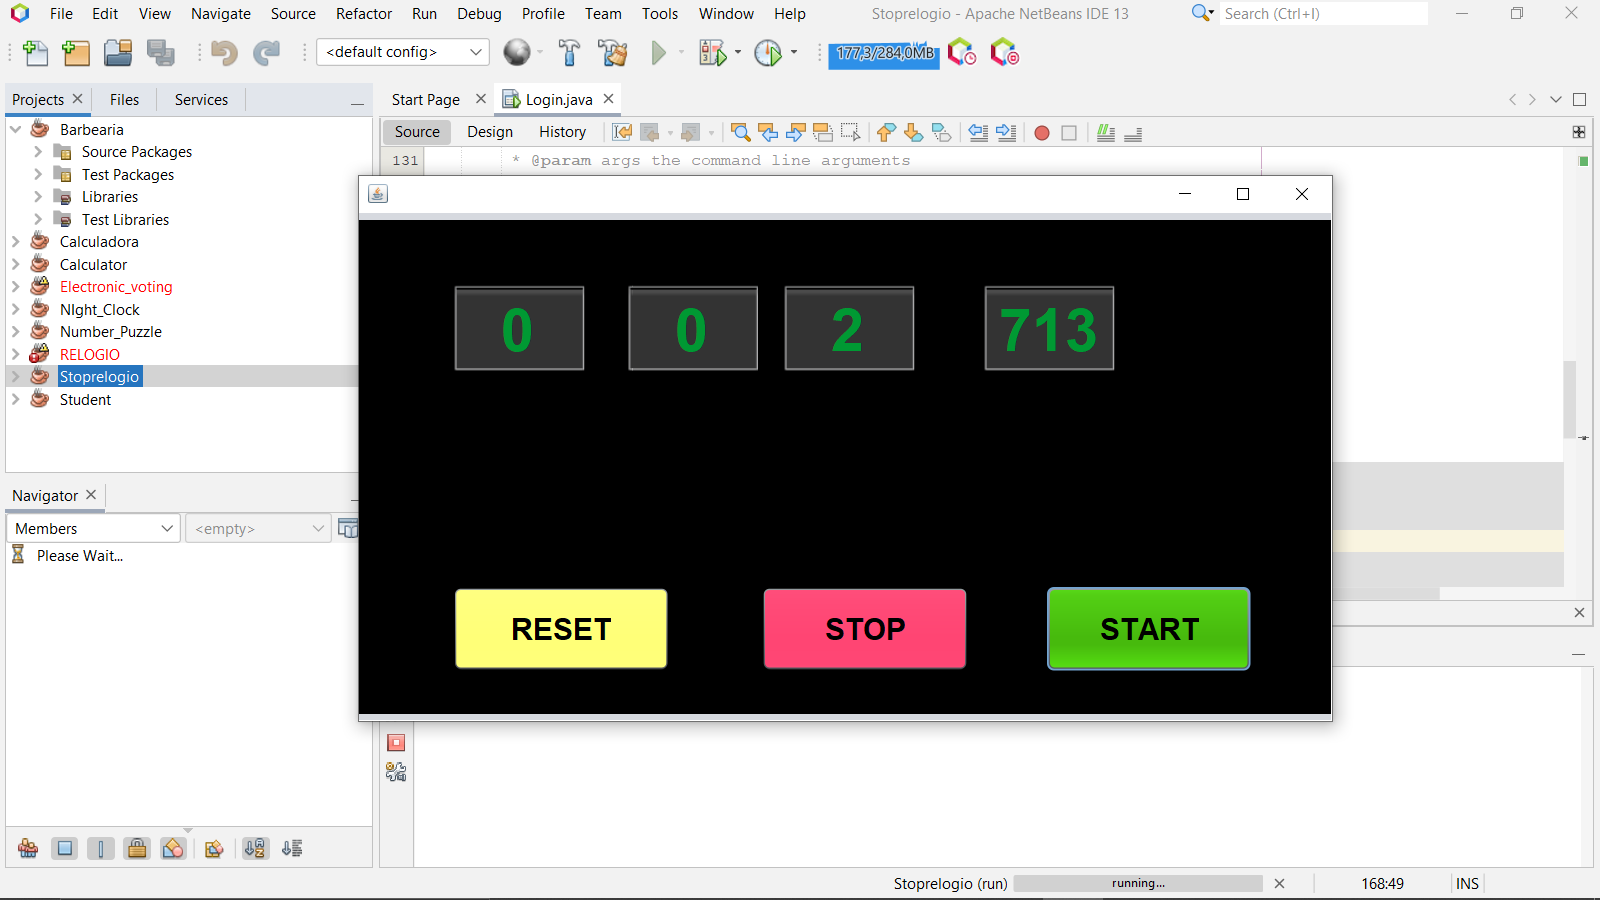 File Edit View Navigate Source Refactor Run Debug Profile Team Tools Window Help
Stoprelogio - Apache NetBeans IDE 13
Search (Ctrl+I)
<default config>
177,3/284,0MB
Projects Files Services
Start Page Login.java
Source Design History
131 * @param args the command line arguments
Barbearia
Source Packages
Test Packages
Libraries
Test Libraries
Calculadora
Calculator
Electronic_voting
NIght_Clock
Number_Puzzle
RELOGIO
Stoprelogio
Student
Navigator
Members <empty>
Please Wait...
0 0 2 713
RESET STOP START
Stoprelogio (run) running... 168:49 INS